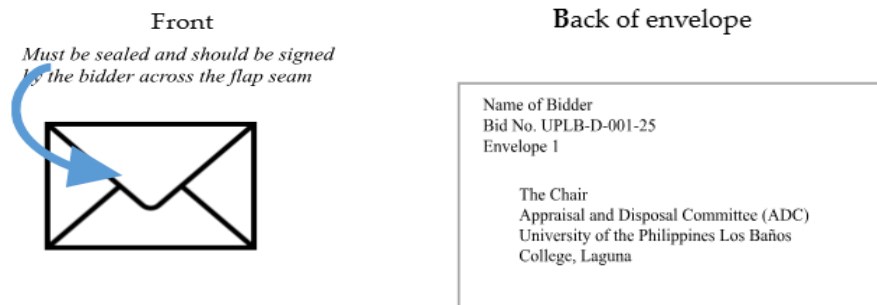 Front
Must be sealed and should be signed
by the bidder across the flap seam
Back of envelope
Name of Bidder
Bid No. UPLB-D-001-25
Envelope 1
The Chair
Appraisal and Disposal Committee (ADC)
University of the Philippines Los Baños
College, Laguna